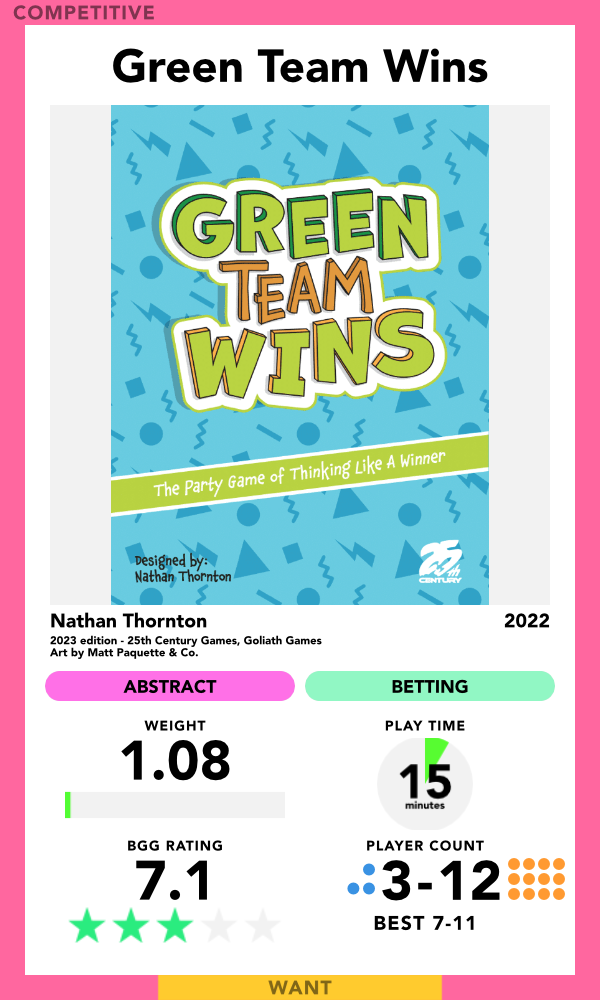 COMPETITIVE
Green Team Wins
GREEN
TEAM
WINS
The Party Game of Thinking Like A Winner
Designed by:
Nathan Thornton
25th
CENTURY
Nathan Thornton 2022
2023 edition - 25th Century Games, Goliath Games
Art by Matt Paquette & Co.
ABSTRACT BETTING
WEIGHT PLAY TIME
1.08 15
minutes
BGG RATING PLAYER COUNT
7.1 3-12
BEST 7-11
WANT